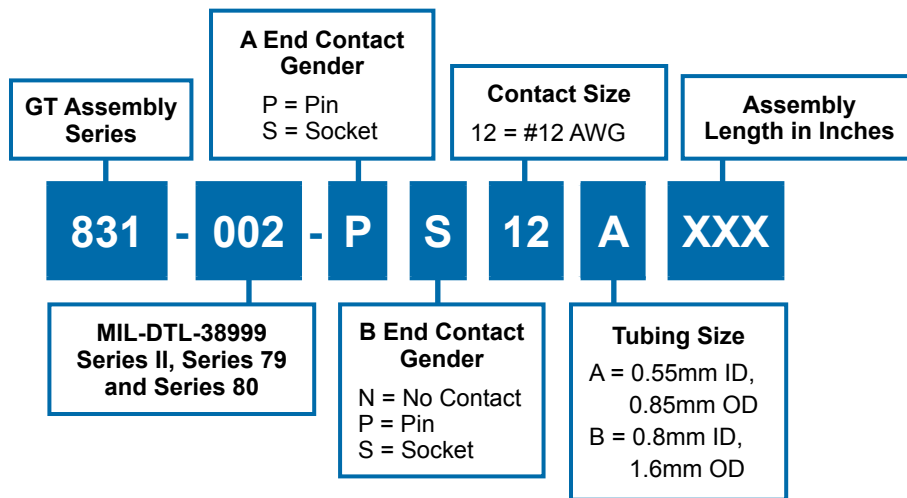 GT Assembly
Series
A End Contact
Gender
P = Pin
S = Socket
Contact Size
12 = #12 AWG
Assembly
Length in Inches
831 - 002 - P S 12 A XXX
MIL-DTL-38999
Series II, Series 79
and Series 80
B End Contact
Gender
N = No Contact
P = Pin
S = Socket
Tubing Size
A = 0.55mm ID,
0.85mm OD
B = 0.8mm ID,
1.6mm OD